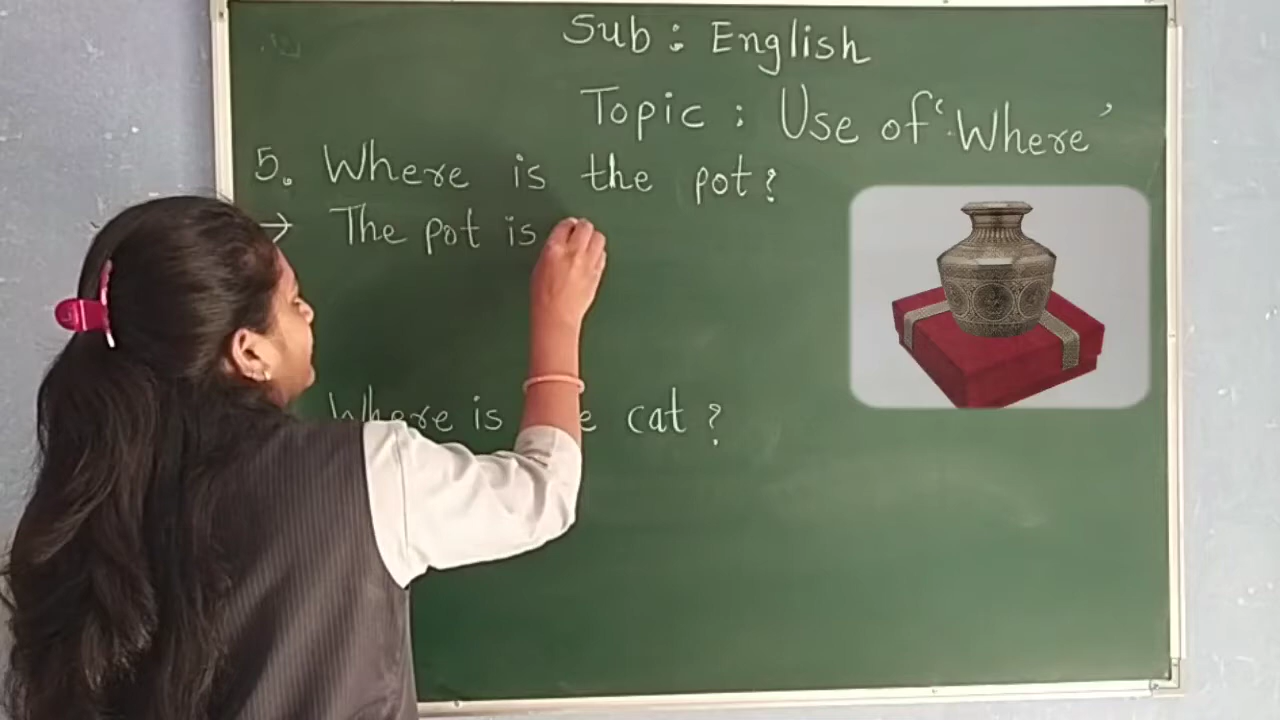 Sub : English
Topic : Use of 'Where'
5. Where is the pot?
→ The pot is
Where is cat ?